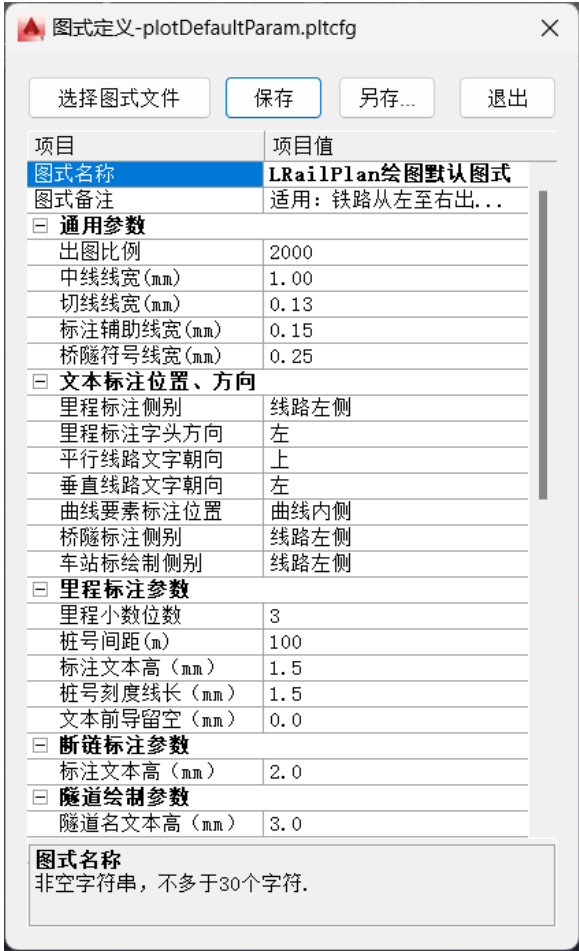 图式定义-plotDefaultParam.pltcfg
选择图式文件 保存 另存... 退出
项目 项目值
图式名称 LRailPlan绘图默认图式
图式备注 适用：铁路从左至右出...
通用参数
出图比例 2000
中线线宽(mm) 1.00
切线线宽(mm) 0.13
标注辅助线宽(mm) 0.15
桥隧符号线宽(mm) 0.25
文本标注位置、方向
里程标注侧别 线路左侧
里程标注字头方向 左
平行线路文字朝向 上
垂直线路文字朝向 左
曲线要素标注位置 曲线内侧
桥隧标注侧别 线路左侧
车站标绘制侧别 线路左侧
里程标注参数
里程小数位数 3
桩号间距(m) 100
标注文本高（mm） 1.5
桩号刻度线长（mm） 1.5
文本前导留空（mm） 0.0
断链标注参数
标注文本高（mm） 2.0
隧道绘制参数
隧道名文本高（mm） 3.0
图式名称
非空字符串，不多于30个字符.